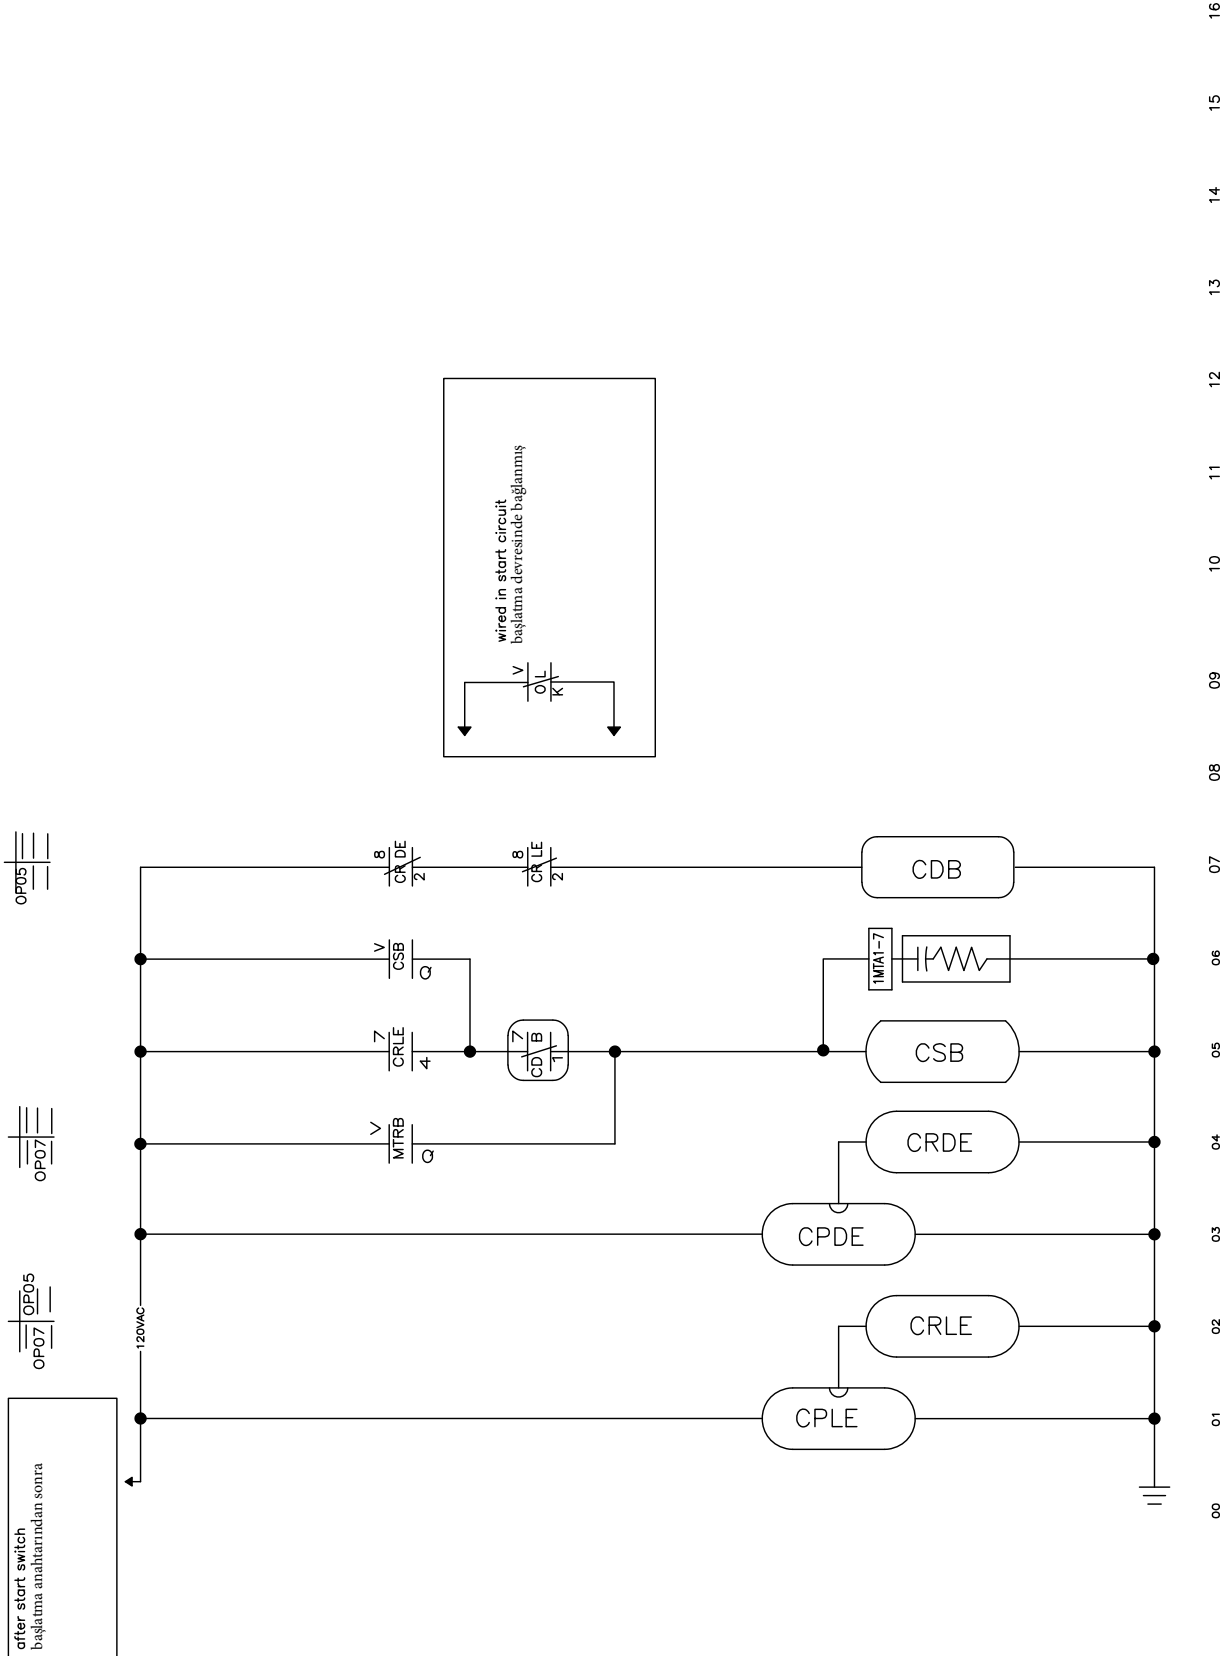 16
15
14
13
12
11
10
09
08
07
06
05
04
03
02
01
00
OP05
OP07
OP07 OP05
after start switch
başlatma anahtarından sonra
120VAC
wired in start circuit
başlatma devresinde bağlanmış
V
O L
K
8
CR DE
2
8
CR LE
2
CDB
V
CSB
Q
1MTA1-7
7
CRLE
4
7
CD B
1
CSB
V
MTRB
Q
CRDE
CPDE
CRLE
CPLE